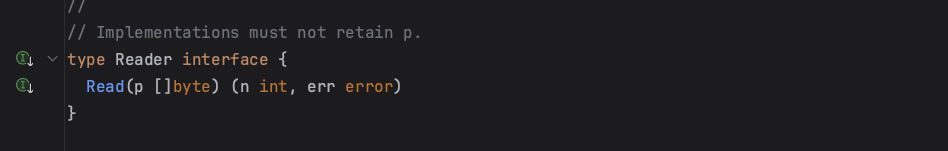 //
// Implementations must not retain p.
type Reader interface {
Read(p []byte) (n int, err error)
}